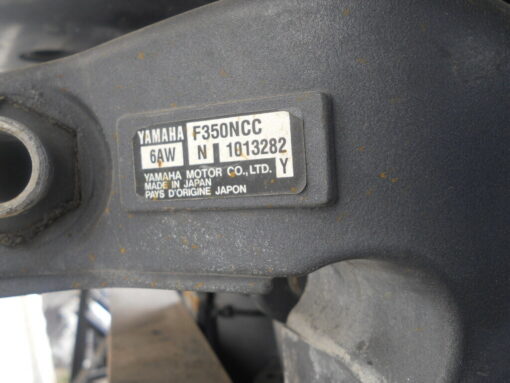 YAMAHA F350NCC
6AW N 1013282
YAMAHA MOTOR CO., LTD. Y
MADE IN JAPAN
PAYS D'ORIGINE JAPON